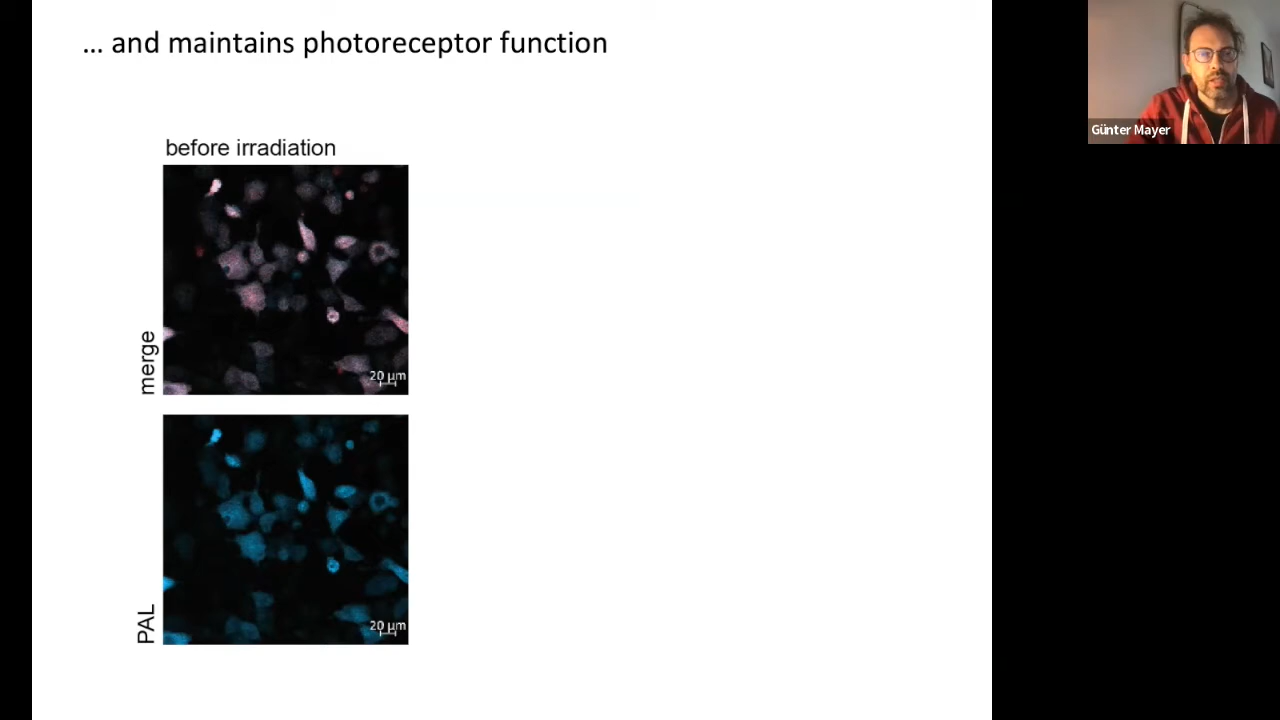 ... and maintains photoreceptor function
Günter Mayer
before irradiation
merge
20 µm
PAL
20 µm